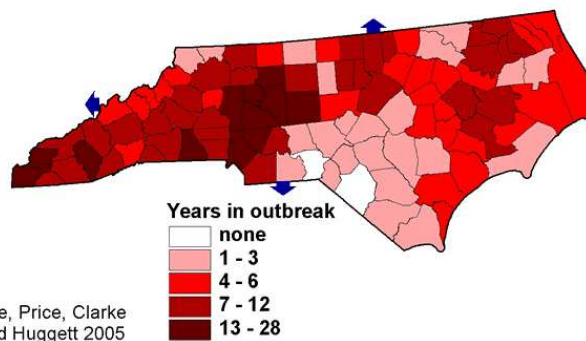 Years in outbreak
none
1 - 3
4 - 6
7 - 12
13 - 28
Price, Clarke
Huggett 2005